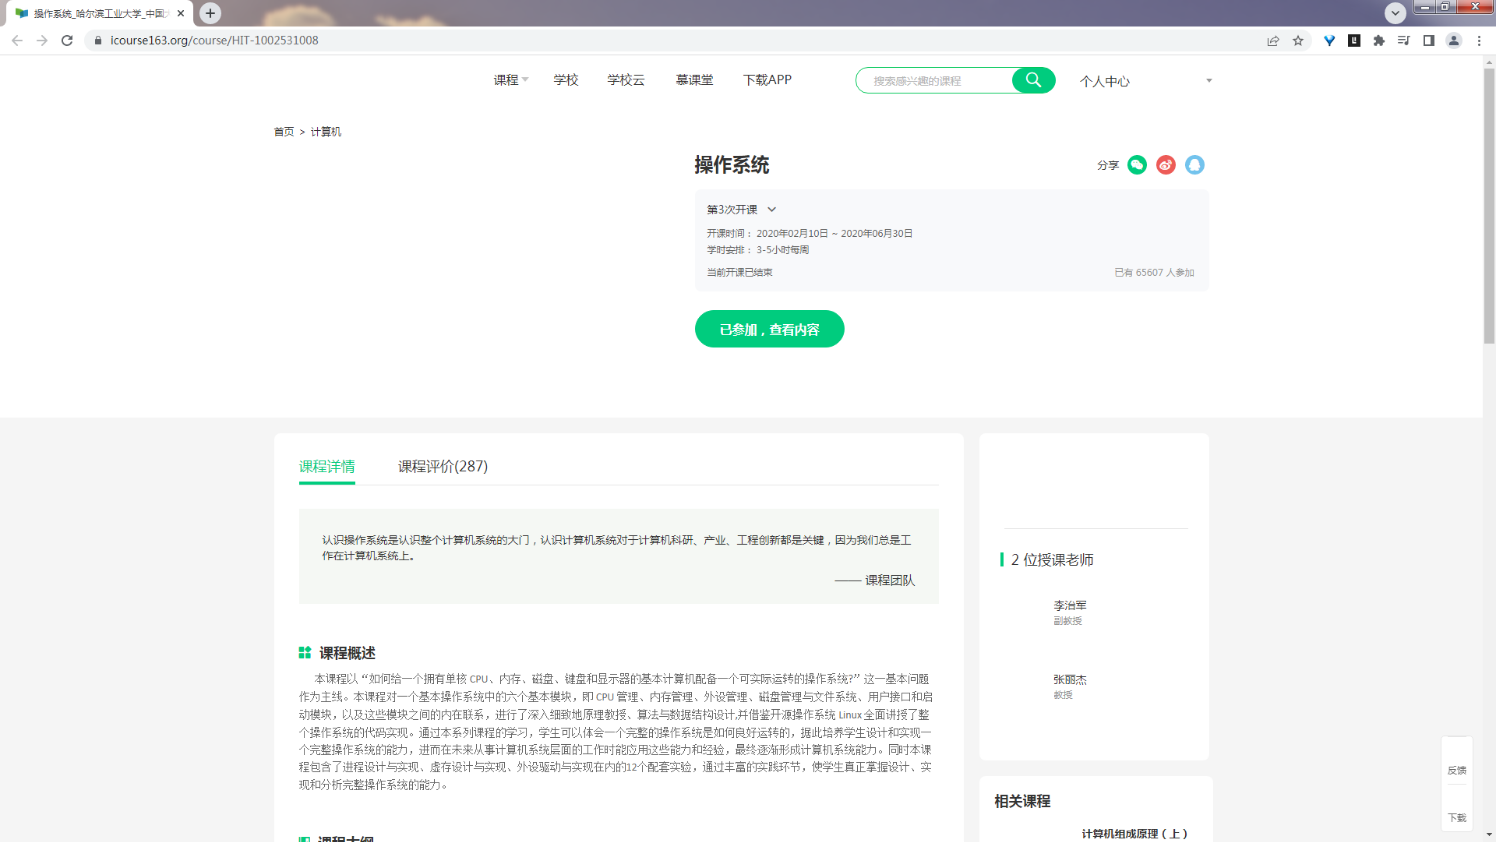 操作系统_哈尔滨工业大学_中国
icourse163.org/course/HIT-1002531008
课程
学校
学校云
慕课堂
下载APP
搜索感兴趣的课程
个人中心
首页 > 计算机
操作系统
分享
第3次开课
开课时间： 2020年02月10日 ~ 2020年06月30日
学时安排： 3-5小时每周
当前开课已结束
已有 65607 人参加
已参加，查看内容
课程详情
课程评价(287)
认识操作系统是认识整个计算机系统的大门，认识计算机系统对于计算机科研、产业、工程创新都是关键，因为我们总是工
作在计算机系统上。
—— 课程团队
课程概述
本课程以“如何给一个拥有单核 CPU、内存、磁盘、键盘和显示器的基本计算机配备一个可实际运转的操作系统?”这一基本问题
作为主线。本课程对一个基本操作系统中的六个基本模块，即 CPU 管理、内存管理、外设管理、磁盘管理与文件系统、用户接口和启
动模块，以及这些模块之间的内在联系，进行了深入细致地原理教授、算法与数据结构设计,并借鉴开源操作系统 Linux 全面讲授了整
个操作系统的代码实现。通过本系列课程的学习，学生可以体会一个完整的操作系统是如何良好运转的，据此培养学生设计和实现一
个完整操作系统的能力，进而在未来从事计算机系统层面的工作时能应用这些能力和经验，最终逐渐形成计算机系统能力。同时本课
程包含了进程设计与实现、虚存设计与实现、外设驱动与实现在内的12个配套实验，通过丰富的实践环节，使学生真正掌握设计、实
现和分析完整操作系统的能力。
课程大纲
2 位授课老师
李治军
副教授
张丽杰
教授
相关课程
计算机组成原理（上）
反馈
下载